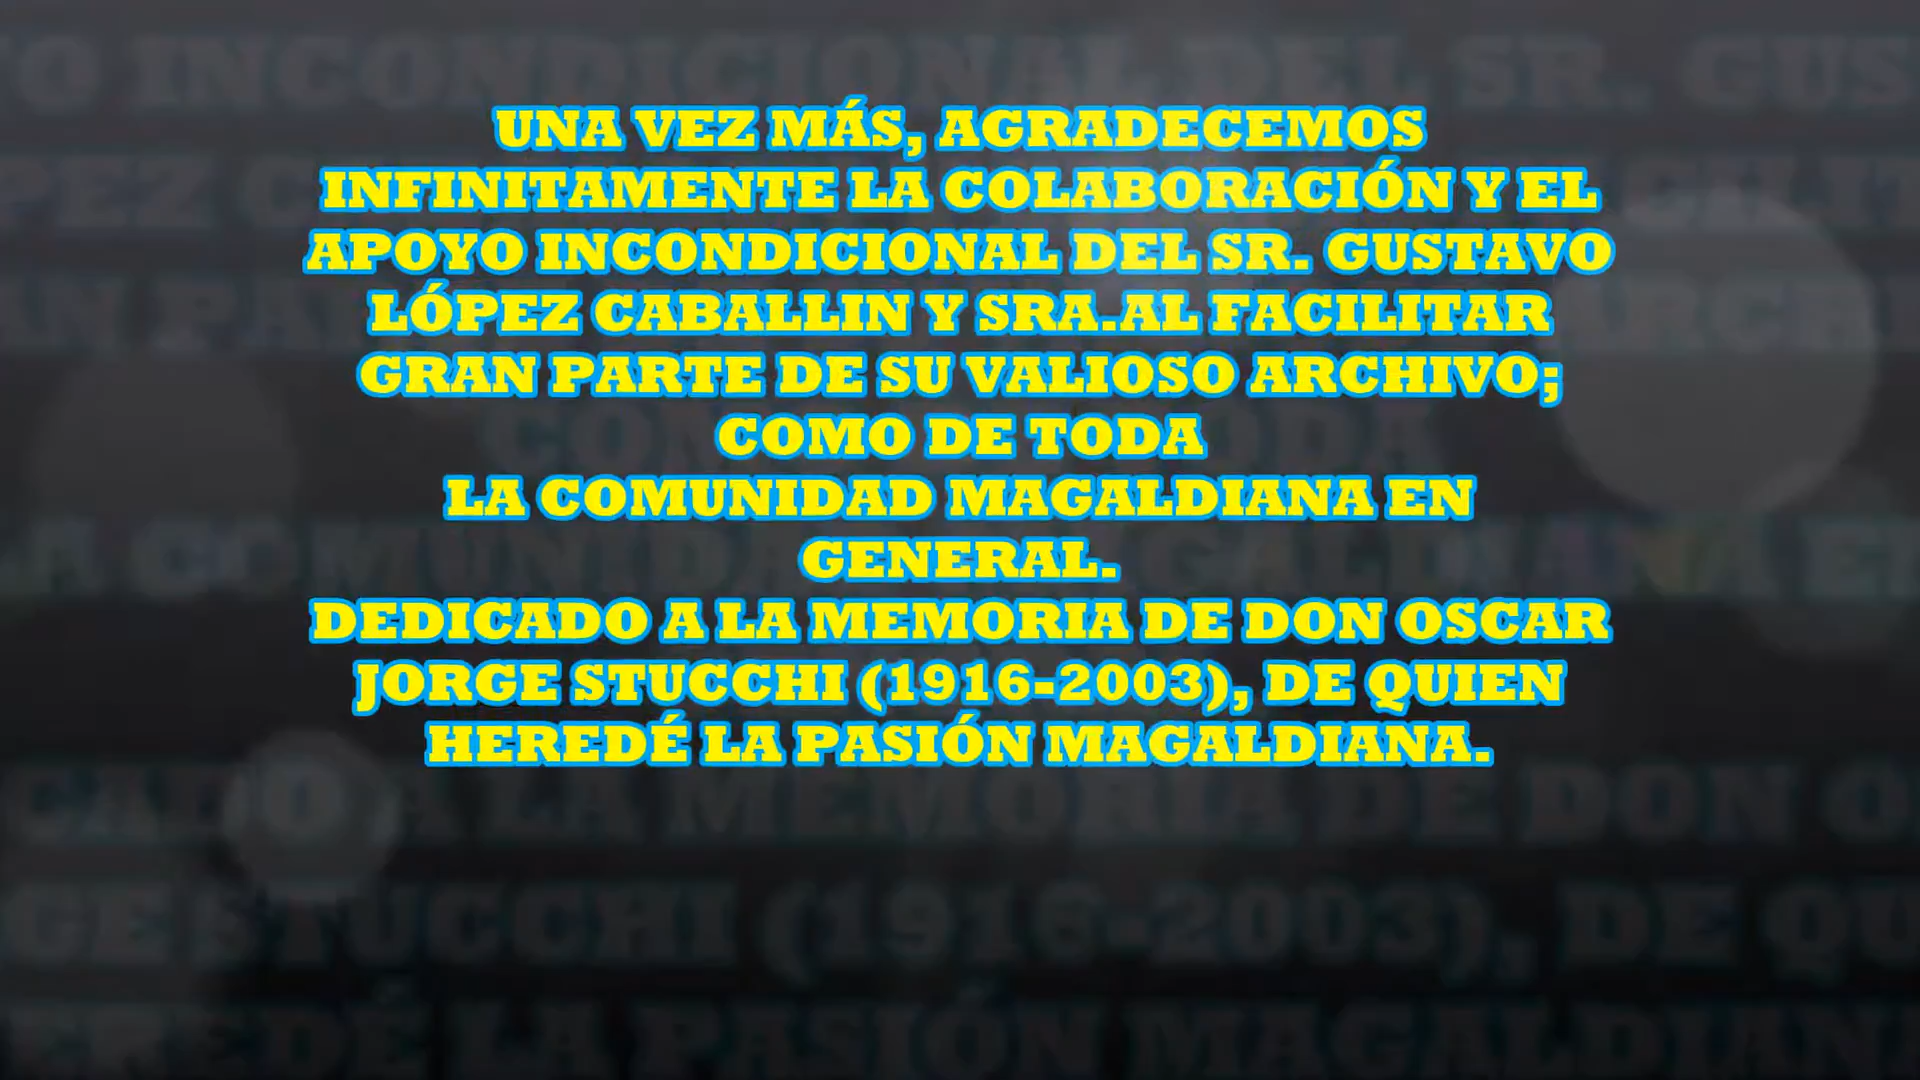 UNA VEZ MÁS, AGRADECEMOS
INFINITAMENTE LA COLABORACIÓN Y EL
APOYO INCONDICIONAL DEL SR. GUSTAVO
LÓPEZ CABALLIN Y SRA.AL FACILITAR
GRAN PARTE DE SU VALIOSO ARCHIVO;
COMO DE TODA
LA COMUNIDAD MAGALDIANA EN
GENERAL.
DEDICADO A LA MEMORIA DE DON OSCAR
JORGE STUCCHI (1916-2003), DE QUIEN
HEREDÉ LA PASIÓN MAGALDIANA.